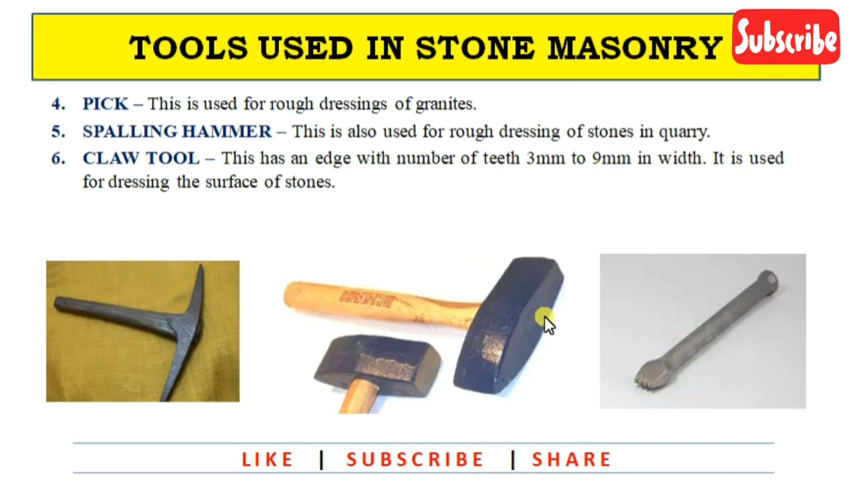 TOOLS USED IN STONE MASONRY
Subscribe
4. PICK – This is used for rough dressings of granites.
5. SPALLING HAMMER – This is also used for rough dressing of stones in quarry.
6. CLAW TOOL – This has an edge with number of teeth 3mm to 9mm in width. It is used
for dressing the surface of stones.
LIKE | SUBSCRIBE | SHARE